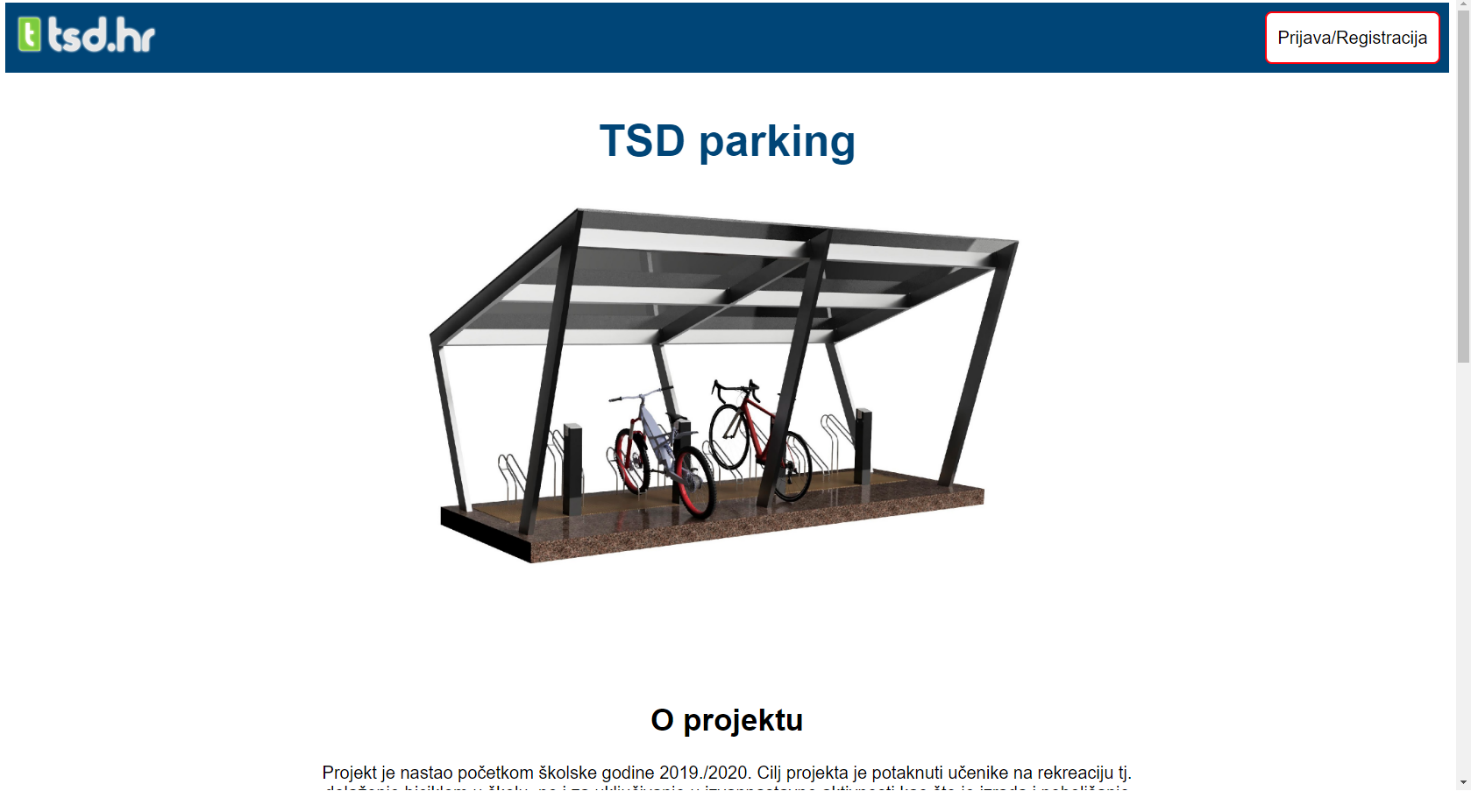 t tsd.hr
Prijava/Registracija
TSD parking
O projektu
Projekt je nastao početkom školske godine 2019./2020. Cilj projekta je potaknuti učenike na rekreaciju tj.